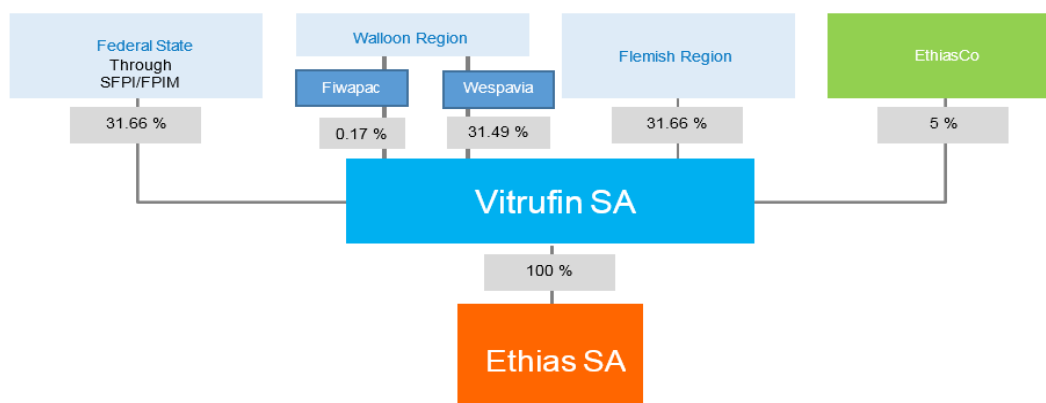 Federal State
Through
SFPI/FPIM
Walloon Region
Flemish Region
EthiasCo
Fiwapac
Wespavia
31.66 %
0.17 %
31.49 %
31.66 %
5 %
Vitrufin SA
100 %
Ethias SA